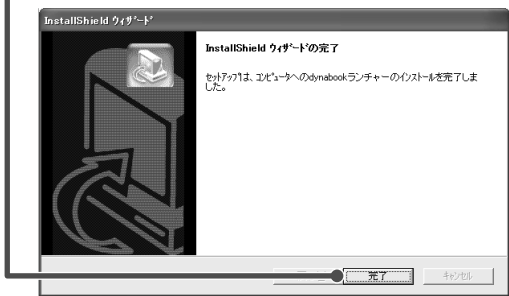 InstallShield ウィザード
InstallShield ウィザードの完了
セットアップは、コンピュータへのdynabookランチャーのインストールを完了しま
した。
完了
キャンセル